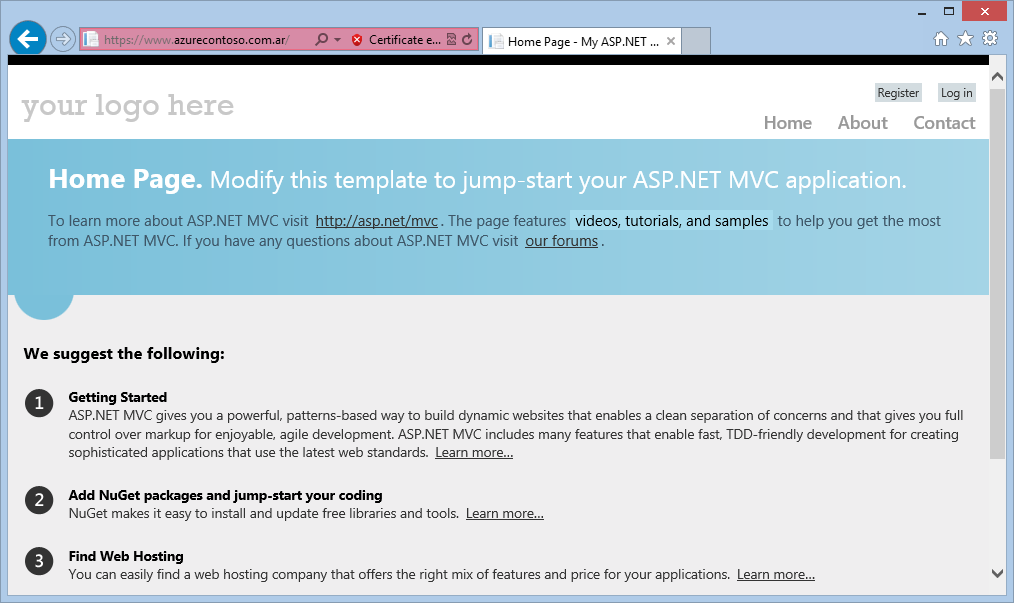 https://www.azurecontoso.com.ar/ Certificate e... Home Page - My ASP.NET ...
Register Log in
your logo here
Home About Contact
Home Page. Modify this template to jump-start your ASP.NET MVC application.
To learn more about ASP.NET MVC visit http://asp.net/mvc. The page features videos, tutorials, and samples to help you get the most
from ASP.NET MVC. If you have any questions about ASP.NET MVC visit our forums.
We suggest the following:
1 Getting Started
ASP.NET MVC gives you a powerful, patterns-based way to build dynamic websites that enables a clean separation of concerns and that gives you full
control over markup for enjoyable, agile development. ASP.NET MVC includes many features that enable fast, TDD-friendly development for creating
sophisticated applications that use the latest web standards. Learn more...
2 Add NuGet packages and jump-start your coding
NuGet makes it easy to install and update free libraries and tools. Learn more...
3 Find Web Hosting
You can easily find a web hosting company that offers the right mix of features and price for your applications. Learn more...